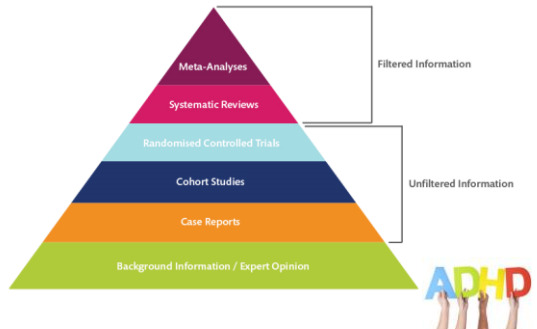 Meta-Analyses
Filtered Information
Systematic Reviews
Randomised Controlled Trials
Cohort Studies
Unfiltered Information
Case Reports
Background Information / Expert Opinion
ADHD